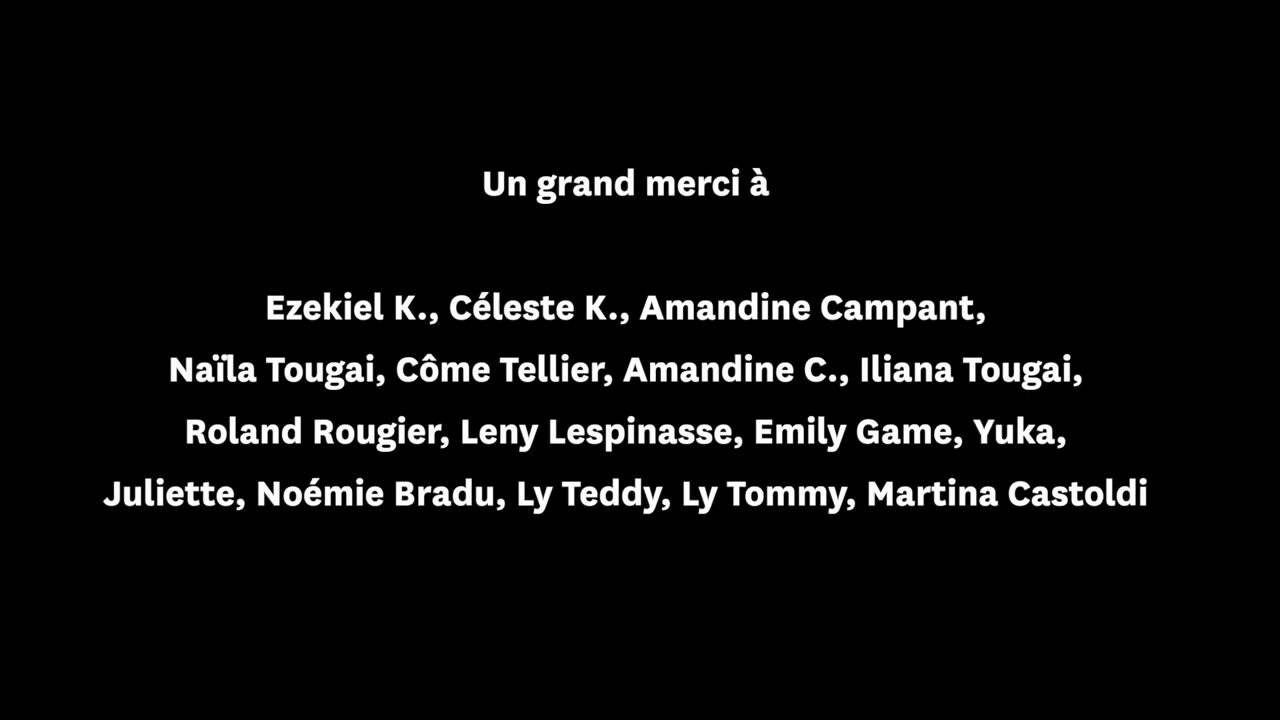 Un grand merci à
Ezekiel K., Céleste K., Amandine Campant,
Naïla Tougai, Côme Tellier, Amandine C., Iliana Tougai,
Roland Rougier, Leny Lespinasse, Emily Game, Yuka,
Juliette, Noémie Bradu, Ly Teddy, Ly Tommy, Martina Castoldi